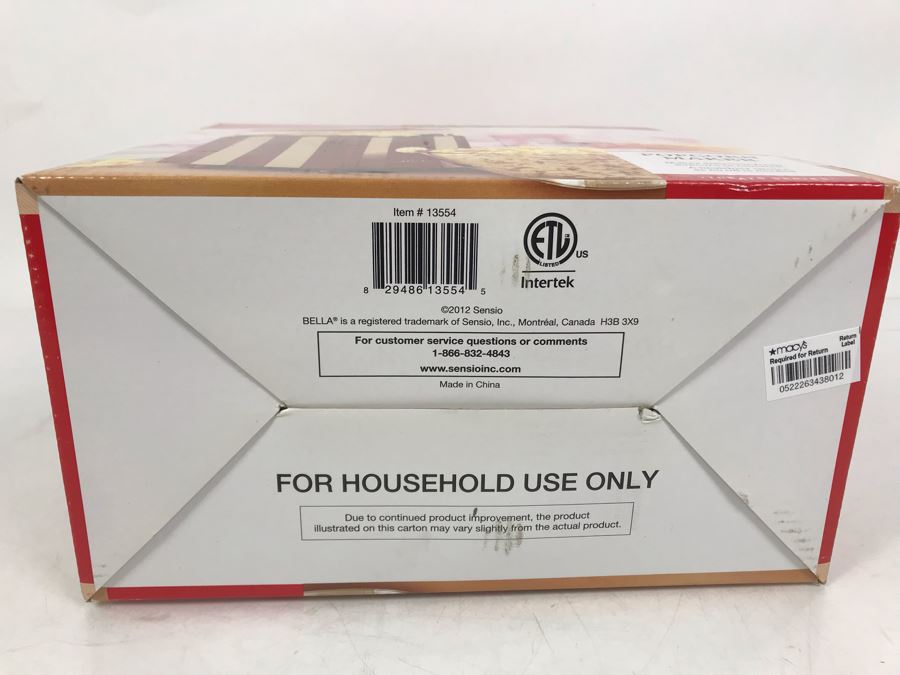 MAKER
Item # 13554
8 29486 13554 5
ETL
LISTED
CM
US
Intertek
©2012 Sensio
BELLA® is a registered trademark of Sensio, Inc., Montréal, Canada H3B 3X9
For customer service questions or comments
1-866-832-4843
www.sensioinc.com
Made in China
★macy's
Return
Label
Required for Return
0522263438012
FOR HOUSEHOLD USE ONLY
Due to continued product improvement, the product
illustrated on this carton may vary slightly from the actual product.